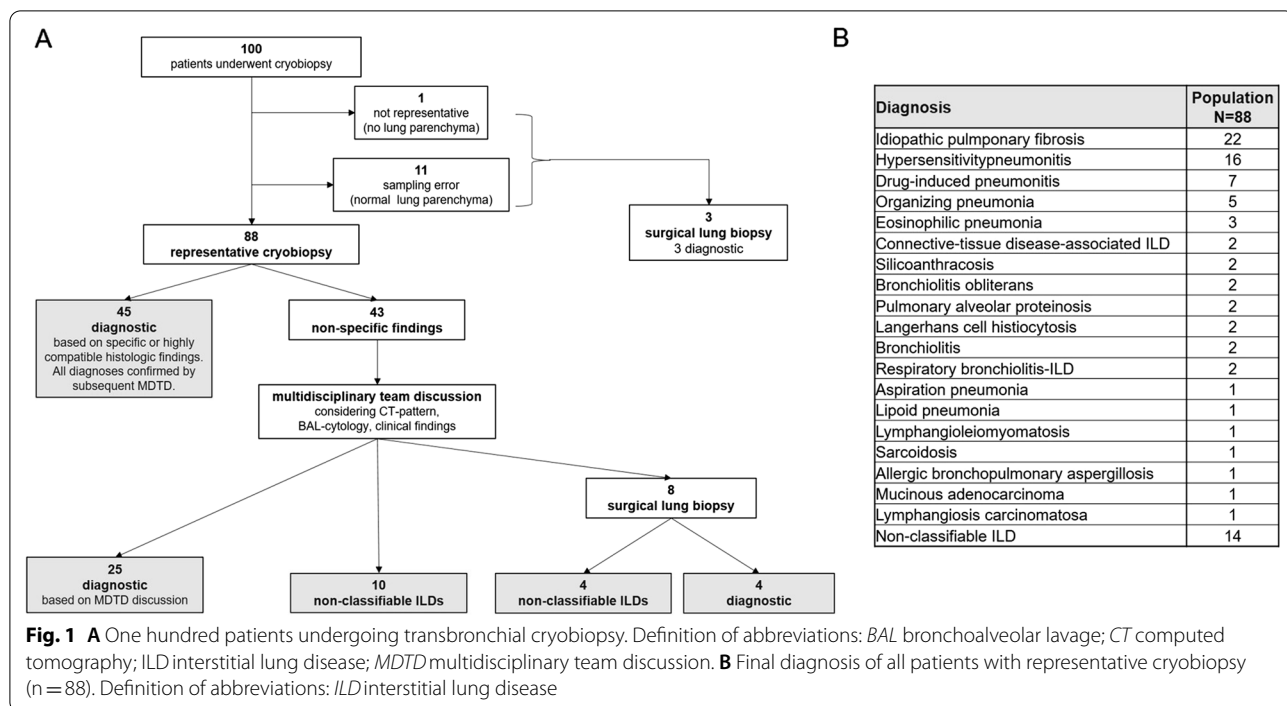 A
100
patients underwent cryobiopsy
1
not representative
(no lung parenchyma)
11
sampling error
(normal lung parenchyma)
3
surgical lung biopsy
3 diagnostic
88
representative cryobiopsy
45
diagnostic
based on specific or highly
compatible histologic findings.
All diagnoses confirmed by
subsequent MDTD.
43
non-specific findings
multidisciplinary team discussion
considering CT-pattern,
BAL-cytology, clinical findings
8
surgical lung biopsy
25
diagnostic
based on MDTD discussion
10
non-classifiable ILDs
4
non-classifiable ILDs
4
diagnostic
B
Diagnosis Population N=88
Idiopathic pulmponary fibrosis 22
Hypersensitivitypneumonitis 16
Drug-induced pneumonitis 7
Organizing pneumonia 5
Eosinophilic pneumonia 3
Connective-tissue disease-associated ILD 2
Silicoanthracosis 2
Bronchiolitis obliterans 2
Pulmonary alveolar proteinosis 2
Langerhans cell histiocytosis 2
Bronchiolitis 2
Respiratory bronchiolitis-ILD 2
Aspiration pneumonia 1
Lipoid pneumonia 1
Lymphangioleiomyomatosis 1
Sarcoidosis 1
Allergic bronchopulmonary aspergillosis 1
Mucinous adenocarcinoma 1
Lymphangiosis carcinomatosa 1
Non-classifiable ILD 14
Fig. 1 A One hundred patients undergoing transbronchial cryobiopsy. Definition of abbreviations: BAL bronchoalveolar lavage; CT computed
tomography; ILD interstitial lung disease; MDTD multidisciplinary team discussion. B Final diagnosis of all patients with representative cryobiopsy
(n = 88). Definition of abbreviations: ILD interstitial lung disease